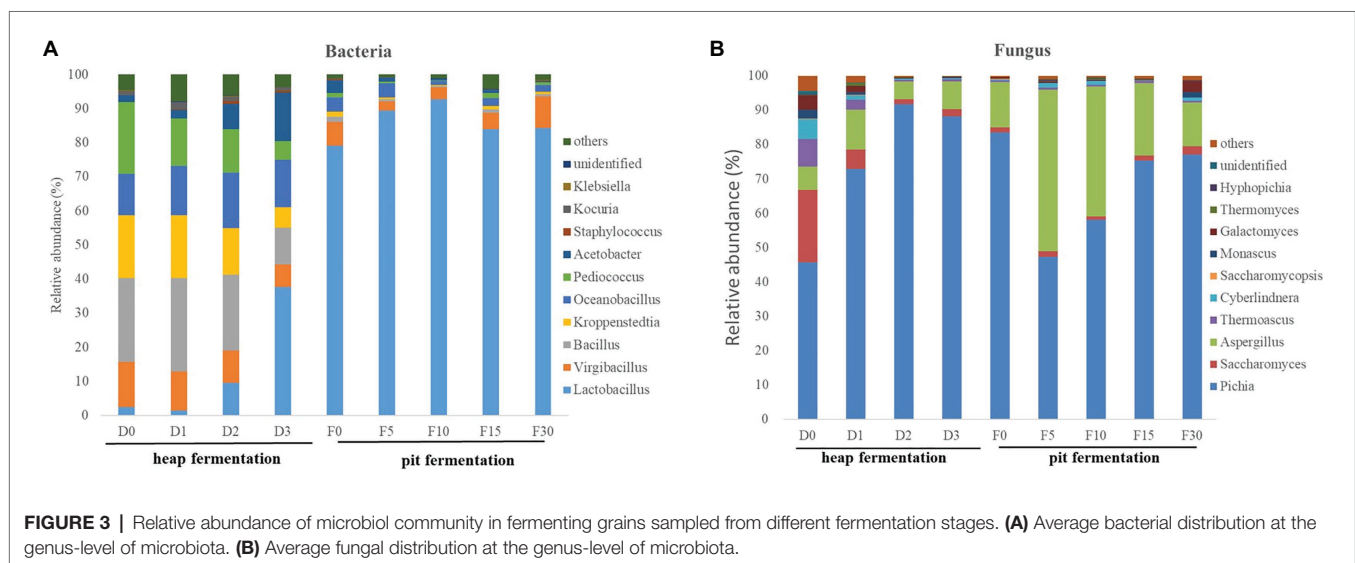 A
Bacteria
Relative abundance (%)
100
90
80
70
60
50
40
30
20
10
0
D0 D1 D2 D3 F0 F5 F10 F15 F30
heap fermentation pit fermentation
others
unidentified
Klebsiella
Kocuria
Staphylococcus
Acetobacter
Pediococcus
Oceanobacillus
Kroppenstedtia
Bacillus
Virgibacillus
Lactobacillus
B
Fungus
Relative abundance (%)
100
90
80
70
60
50
40
30
20
10
0
D0 D1 D2 D3 F0 F5 F10 F15 F30
heap fermentation pit fermentation
others
unidentified
Hyphopichia
Thermomyces
Galactomyces
Monascus
Saccharomycopsis
Cyberlindnera
Thermoascus
Aspergillus
Saccharomyces
Pichia
FIGURE 3 | Relative abundance of microbiol community in fermenting grains sampled from different fermentation stages. (A) Average bacterial distribution at the
genus-level of microbiota. (B) Average fungal distribution at the genus-level of microbiota.